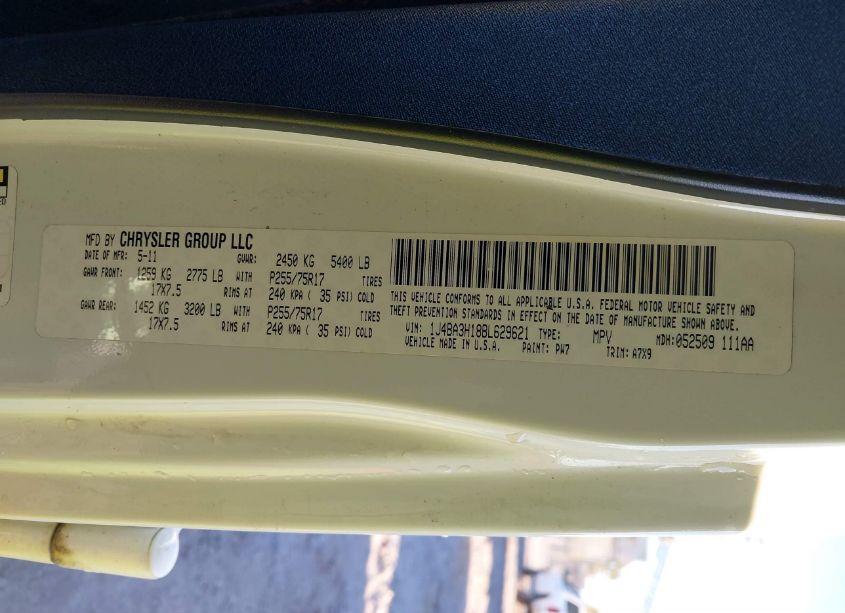 MFD BY CHRYSLER GROUP LLC
DATE OF MFR: 5-11 GVWR: 2450 KG 5400 LB
GAWR FRONT: 1259 KG 2775 LB WITH P255/75R17 TIRES
17X7.5 RIMS AT 240 KPA ( 35 PSI) COLD
GAWR REAR: 1452 KG 3200 LB WITH P255/75R17 TIRES
17X7.5 RIMS AT 240 KPA ( 35 PSI) COLD
THIS VEHICLE CONFORMS TO ALL APPLICABLE U.S.A. FEDERAL MOTOR VEHICLE SAFETY AND
THEFT PREVENTION STANDARDS IN EFFECT ON THE DATE OF MANUFACTURE SHOWN ABOVE.
VIN: 1J4BA3H18BL629621 TYPE: MPV MDH:052509 111AA
VEHICLE MADE IN U.S.A. PAINT: PW7 TRIM: A7X9